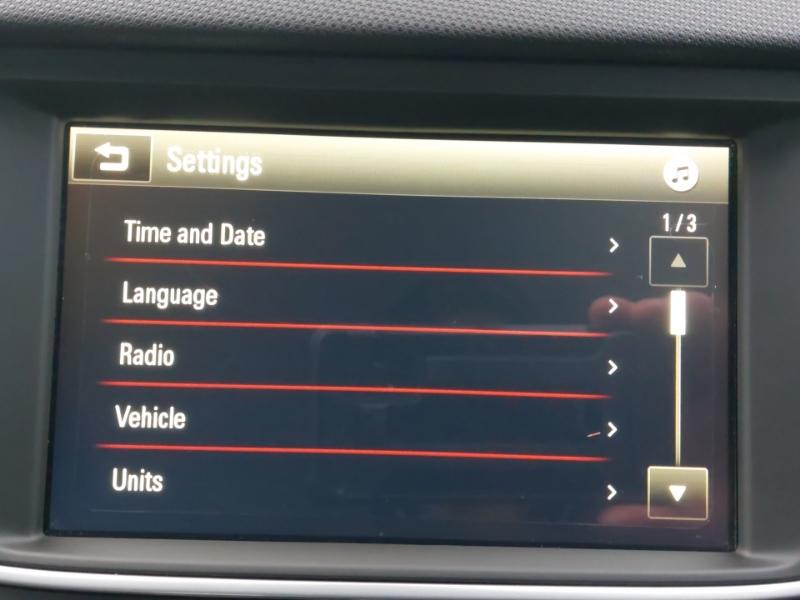 Settings
1/3
Time and Date
Language
Radio
Vehicle
Units